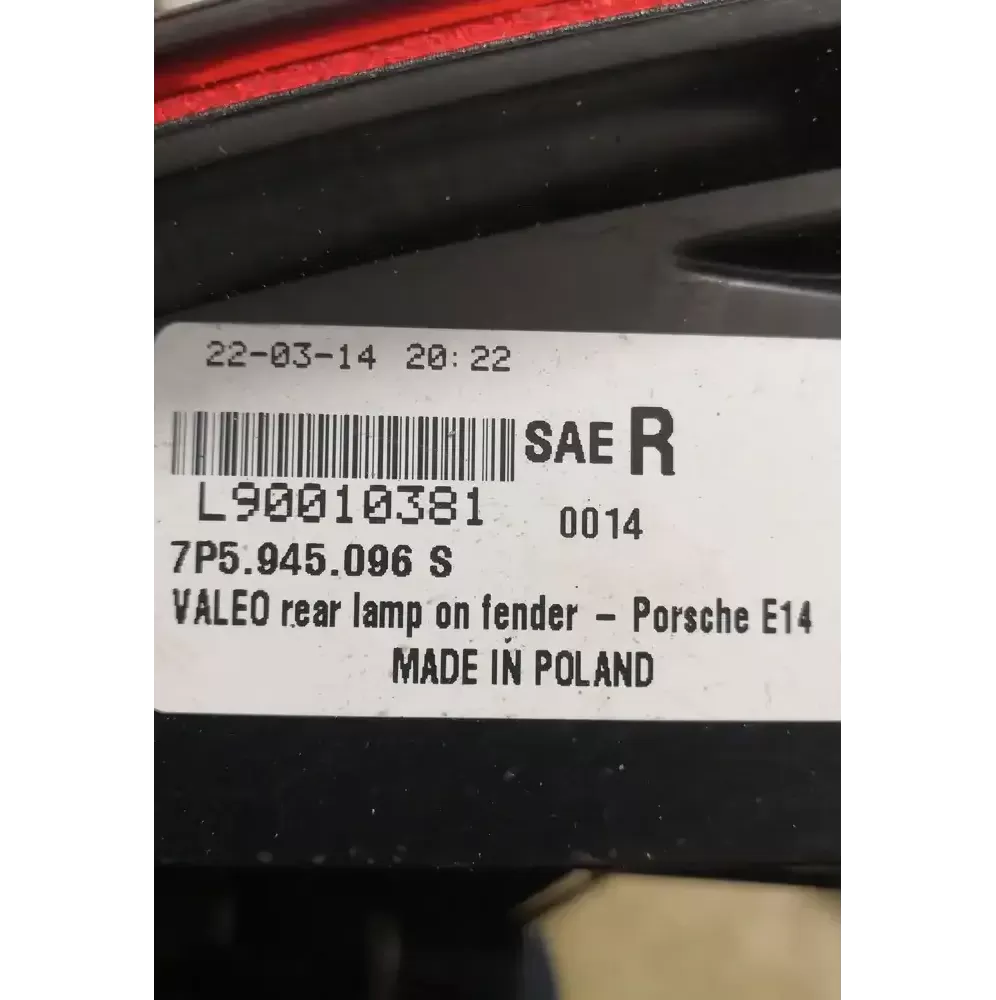 22-03-14 20:22
SAE R
L90010381 0014
7P5.945.096 S
VALEO rear lamp on fender - Porsche E14
MADE IN POLAND